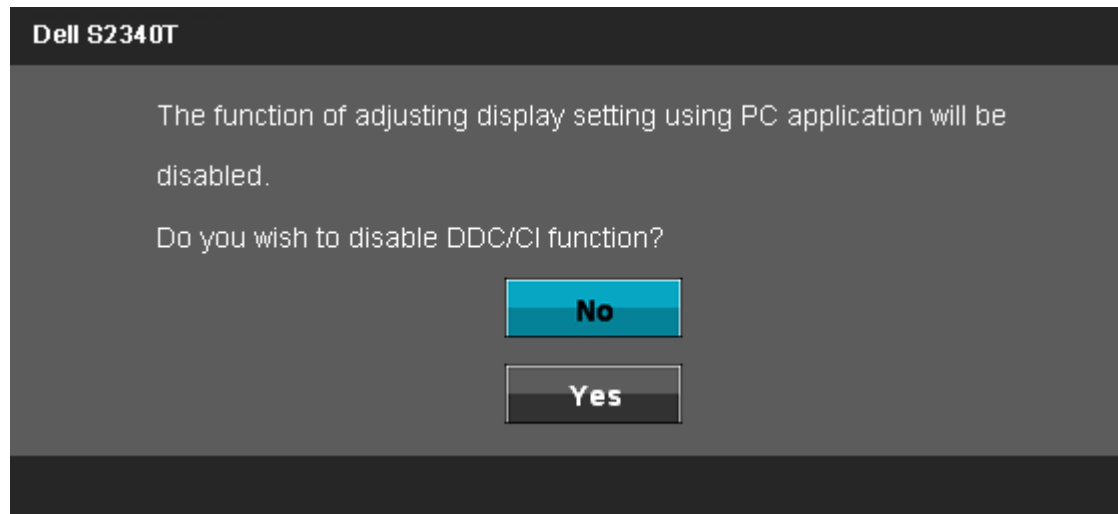 Dell S2340T
The function of adjusting display setting using PC application will be
disabled.
Do you wish to disable DDC/CI function?
No
Yes